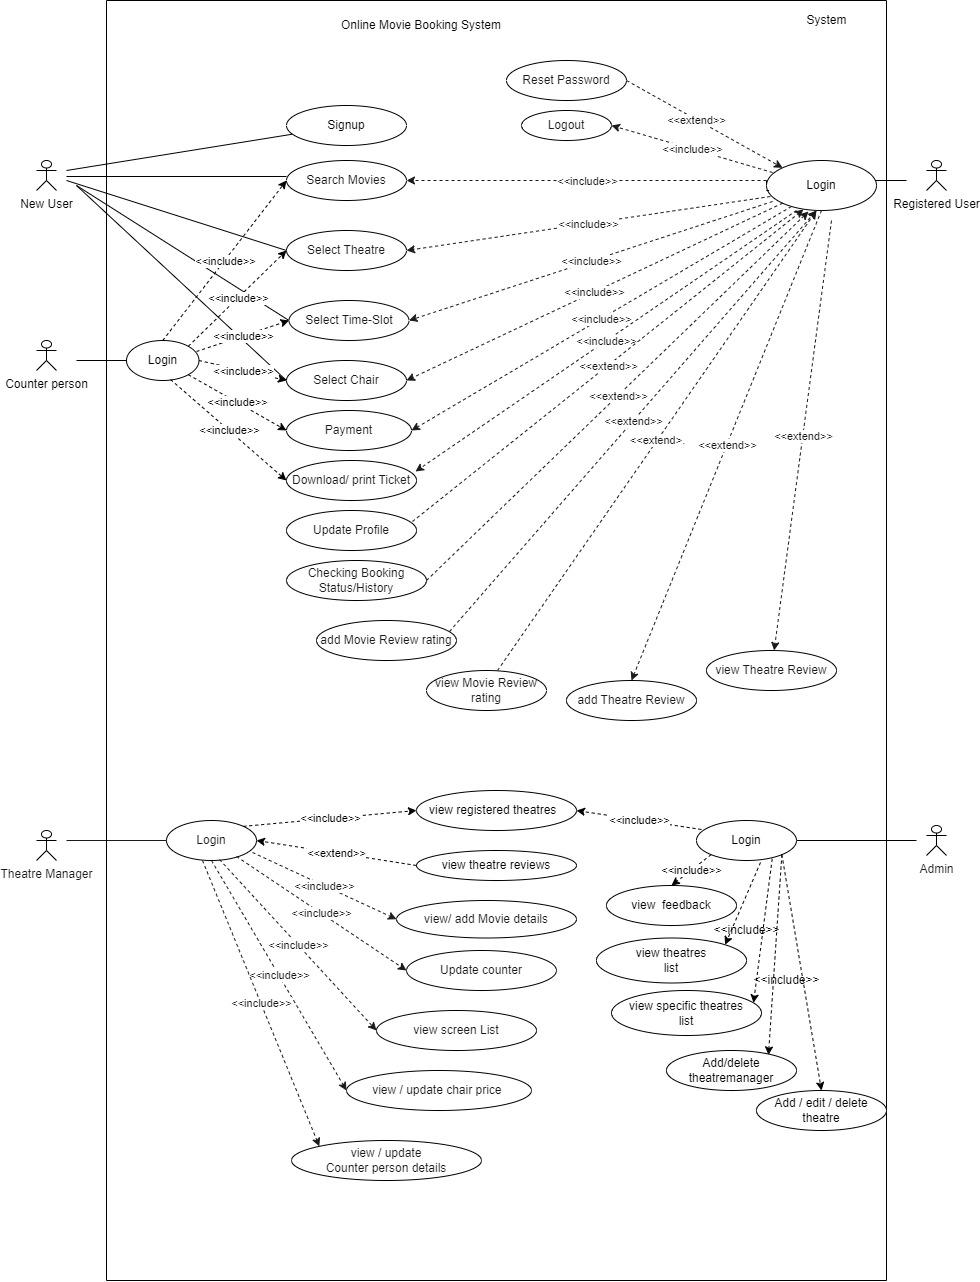 Online Movie Booking System
System
Reset Password
<<extend>>
Logout
<<include>>
Signup
Search Movies
<<include>>
Login
New User
Registered User
Select Theatre
<<include>>
<<include>>
<<include>>
<<include>>
Select Time-Slot
<<include>>
<<include>>
<<include>>
<<include>>
Login
Counter person
<<include>>
Select Chair
<<extend>>
<<include>>
<<extend>>
Payment
<<include>>
<<extend>>
<<extend>
<<extend>>
<<extend>>
Download/ print Ticket
Update Profile
Checking Booking
Status/History
add Movie Review rating
view Movie Review
rating
add Theatre Review
view Theatre Review
view registered theatres
<<include>>
<<include>>
Login
Login
Theatre Manager
Admin
<<extend>>
view theatre reviews
<<include>>
<<include>>
view feedback
<<include>>
view/ add Movie details
<<include>>
<<include>>
view theatres
list
<<include>>
Update counter
<<include>>
<<include>>
view specific theatres
list
view screen List
Add/delete
theatremanager
view / update chair price
Add / edit / delete
theatre
view / update
Counter person details